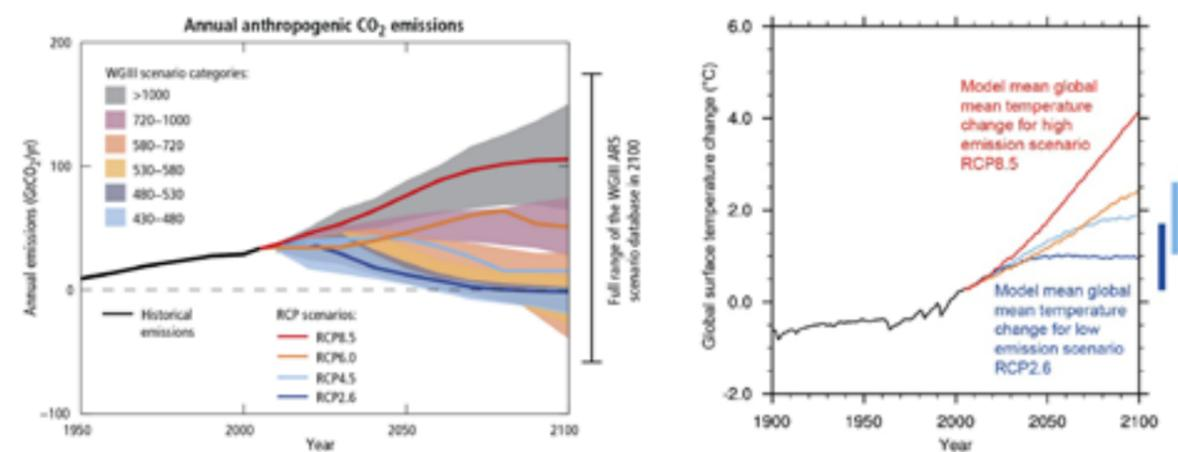 Annual anthropogenic CO2 emissions
200
100
0
-100
Annual emissions (GtCO2/yr)
WGIII scenario categories:
>1000
720–1000
580–720
530–580
480–530
430–480
Historical
emissions
RCP scenarios:
RCP8.5
RCP6.0
RCP4.5
RCP2.6
1950
2000
2050
2100
Year
Full range of the WGIII AR5
scenario database in 2100
6.0
4.0
2.0
0.0
-2.0
Global surface temperature change (°C)
Model mean global
mean temperature
change for high
emission scenario
RCP8.5
Model mean global
mean temperature
change for low
emission scenario
RCP2.6
1900
1950
2000
2050
2100
Year